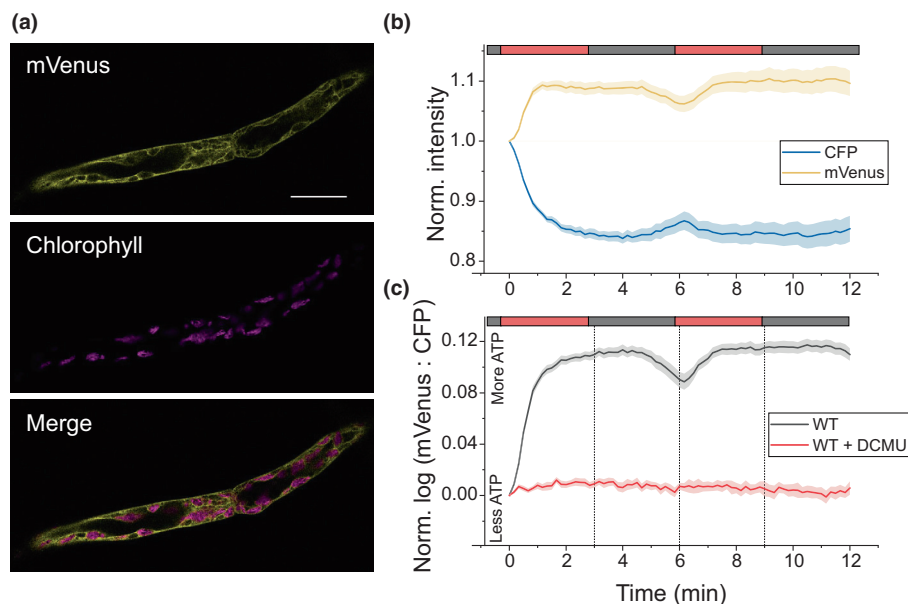 (a)
mVenus
Chlorophyll
Merge
(b)
Norm. intensity
1.1
1.0
0.9
0.8
CFP
mVenus
0 2 4 6 8 10 12
(c)
Norm. log (mVenus : CFP)
Less ATP
More ATP
0.12
0.08
0.04
0.00
WT
WT + DCMU
0 2 4 6 8 10 12
Time (min)